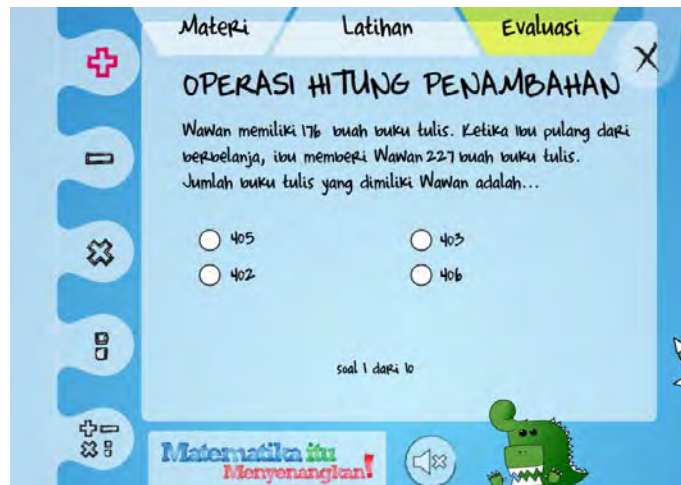 Materi Latihan Evaluasi
X
OPERASI HITUNG PENAMBAHAN
Wawan memiliki 176 buah buku tulis. Ketika Ibu pulang dari
berbelanja, ibu memberi Wawan 227 buah buku tulis.
Jumlah buku tulis yang dimiliki Wawan adalah...
405 403
402 406
soal 1 dari 10
Matematika itu
Menyenangkan!